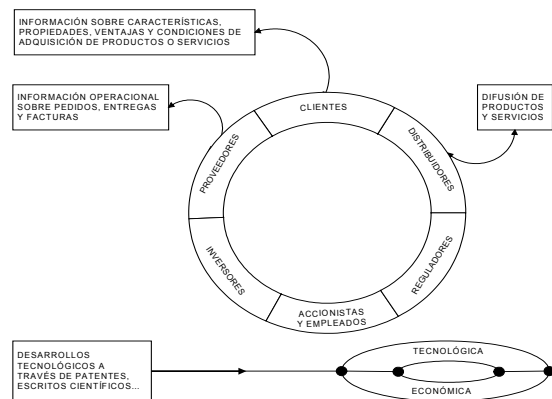 INFORMACIÓN SOBRE CARACTERÍSTICAS,
PROPIEDADES, VENTAJAS Y CONDICIONES DE
ADQUISICIÓN DE PRODUCTOS O SERVICIOS
INFORMACIÓN OPERACIONAL
SOBRE PEDIDOS, ENTREGAS
Y FACTURAS
DIFUSIÓN DE
PRODUCTOS
Y SERVICIOS
CLIENTES
DISTRIBUIDORES
PROVEEDORES
INVERSORES
REGULADORES
ACCIONISTAS
Y EMPLEADOS
DESARROLLOS
TECNOLÓGICOS A
TRAVÉS DE PATENTES,
ESCRITOS CIENTÍFICOS...
TECNOLÓGICA
ECONÓMICA